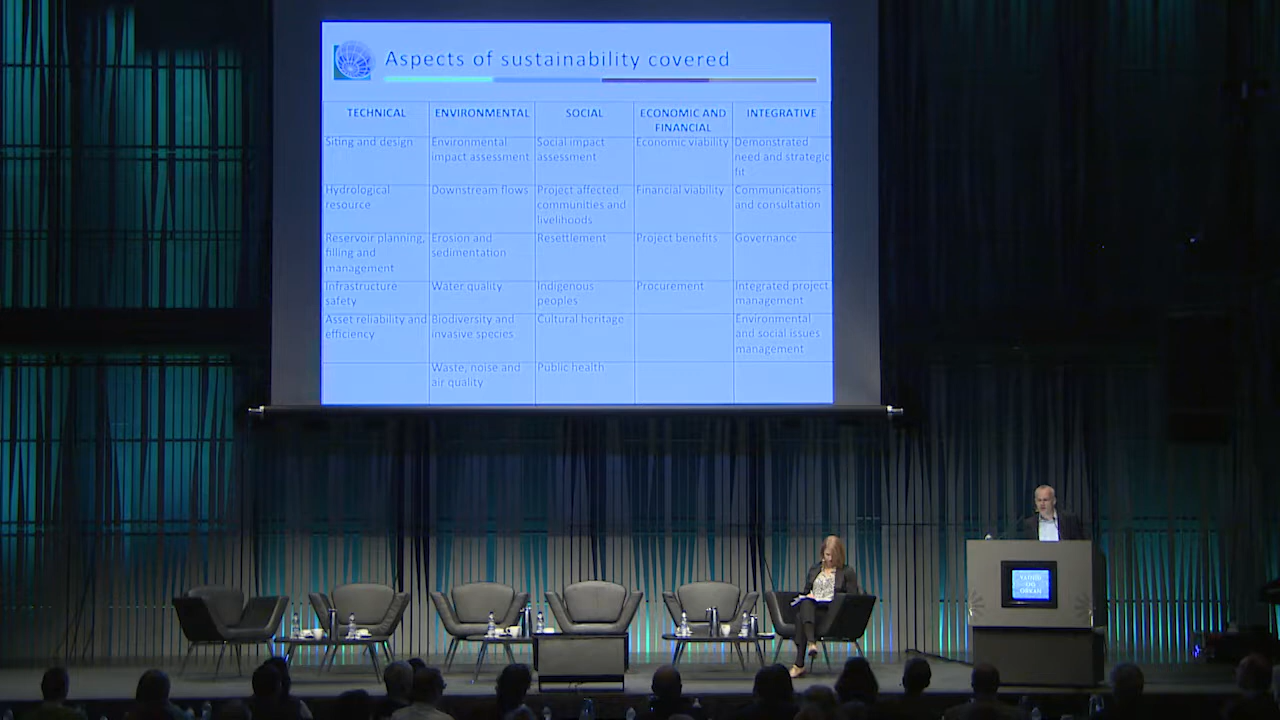 Aspects of sustainability covered
TECHNICAL
ENVIRONMENTAL
SOCIAL
ECONOMIC AND
FINANCIAL
INTEGRATIVE
Siting and design
Environmental
impact assessment
Social impact
assessment
Economic viability
Demonstrated
need and strategic
fit
Hydrological
resource
Downstream flows
Project affected
communities and
livelihoods
Financial viability
Communications
and consultation
Reservoir planning,
filling and
management
Erosion and
sedimentation
Resettlement
Project benefits
Governance
Infrastructure
safety
Water quality
Indigenous
peoples
Procurement
Integrated project
management
Asset reliability and
efficiency
Biodiversity and
invasive species
Cultural heritage
Environmental
and social issues
management
Waste, noise and
air quality
Public health
VATNIÐ
OG
ORKAN